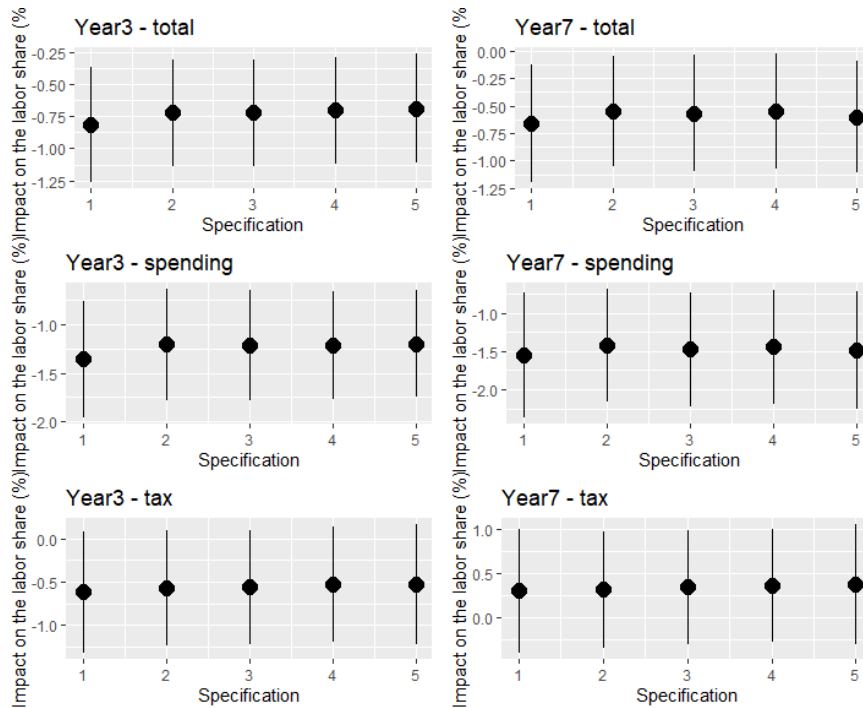 Year3 - total
Impact on the labor share (%
-0.25
-0.50
-0.75
-1.00
-1.25
1 2 3 4 5
Specification
Year7 - total
Impact on the labor share (%
0.00
-0.25
-0.50
-0.75
-1.00
-1.25
1 2 3 4 5
Specification
Year3 - spending
Impact on the labor share (%)
-1.0
-1.5
-2.0
1 2 3 4 5
Specification
Year7 - spending
Impact on the labor share (%)
-1.0
-1.5
-2.0
1 2 3 4 5
Specification
Year3 - tax
Impact on the labor share (%)
0.0
-0.5
-1.0
1 2 3 4 5
Specification
Year7 - tax
Impact on the labor share (%)
1.0
0.5
0.0
1 2 3 4 5
Specification